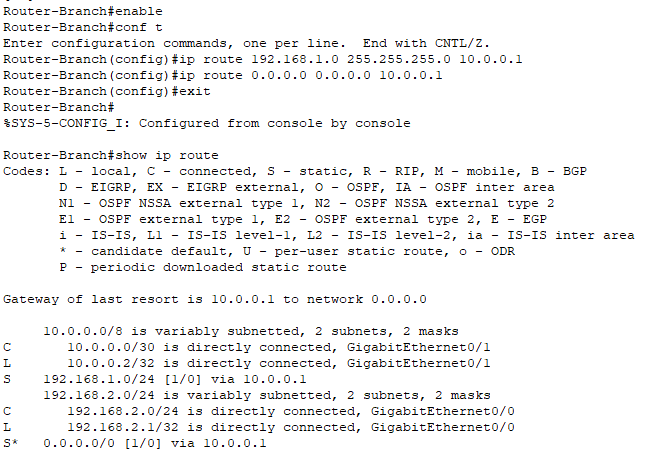 Router-Branch#enable
Router-Branch#conf t
Enter configuration commands, one per line.  End with CNTL/Z.
Router-Branch(config)#ip route 192.168.1.0 255.255.255.0 10.0.0.1
Router-Branch(config)#ip route 0.0.0.0 0.0.0.0 10.0.0.1
Router-Branch(config)#exit
Router-Branch#
%SYS-5-CONFIG_I: Configured from console by console

Router-Branch#show ip route
Codes: L - local, C - connected, S - static, R - RIP, M - mobile, B - BGP
       D - EIGRP, EX - EIGRP external, O - OSPF, IA - OSPF inter area
       N1 - OSPF NSSA external type 1, N2 - OSPF NSSA external type 2
       E1 - OSPF external type 1, E2 - OSPF external type 2, E - EGP
       i - IS-IS, L1 - IS-IS level-1, L2 - IS-IS level-2, ia - IS-IS inter area
       * - candidate default, U - per-user static route, o - ODR
       P - periodic downloaded static route

Gateway of last resort is 10.0.0.1 to network 0.0.0.0

     10.0.0.0/8 is variably subnetted, 2 subnets, 2 masks
C       10.0.0.0/30 is directly connected, GigabitEthernet0/1
L       10.0.0.2/32 is directly connected, GigabitEthernet0/1
S    192.168.1.0/24 [1/0] via 10.0.0.1
     192.168.2.0/24 is variably subnetted, 2 subnets, 2 masks
C       192.168.2.0/24 is directly connected, GigabitEthernet0/0
L       192.168.2.1/32 is directly connected, GigabitEthernet0/0
S*   0.0.0.0/0 [1/0] via 10.0.0.1